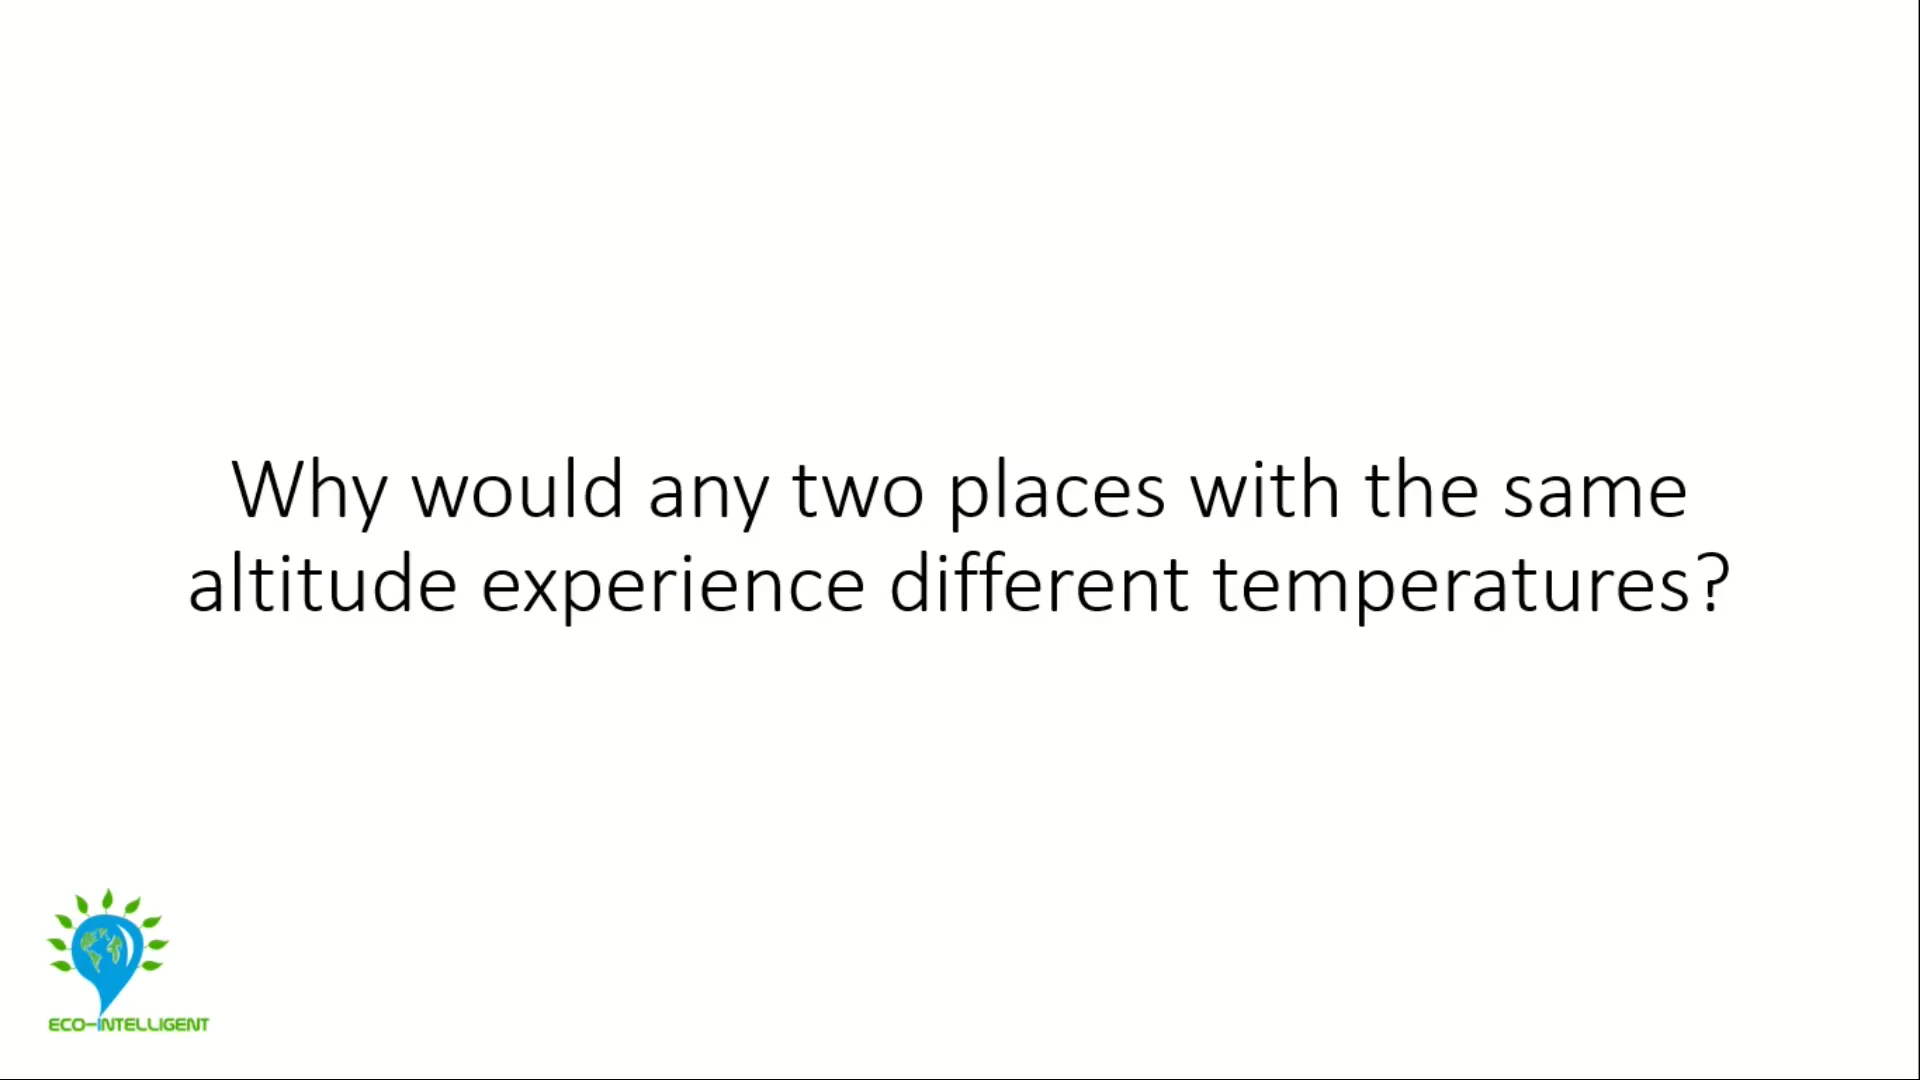 Why would any two places with the same
altitude experience different temperatures?
ECO-INTELLIGENT